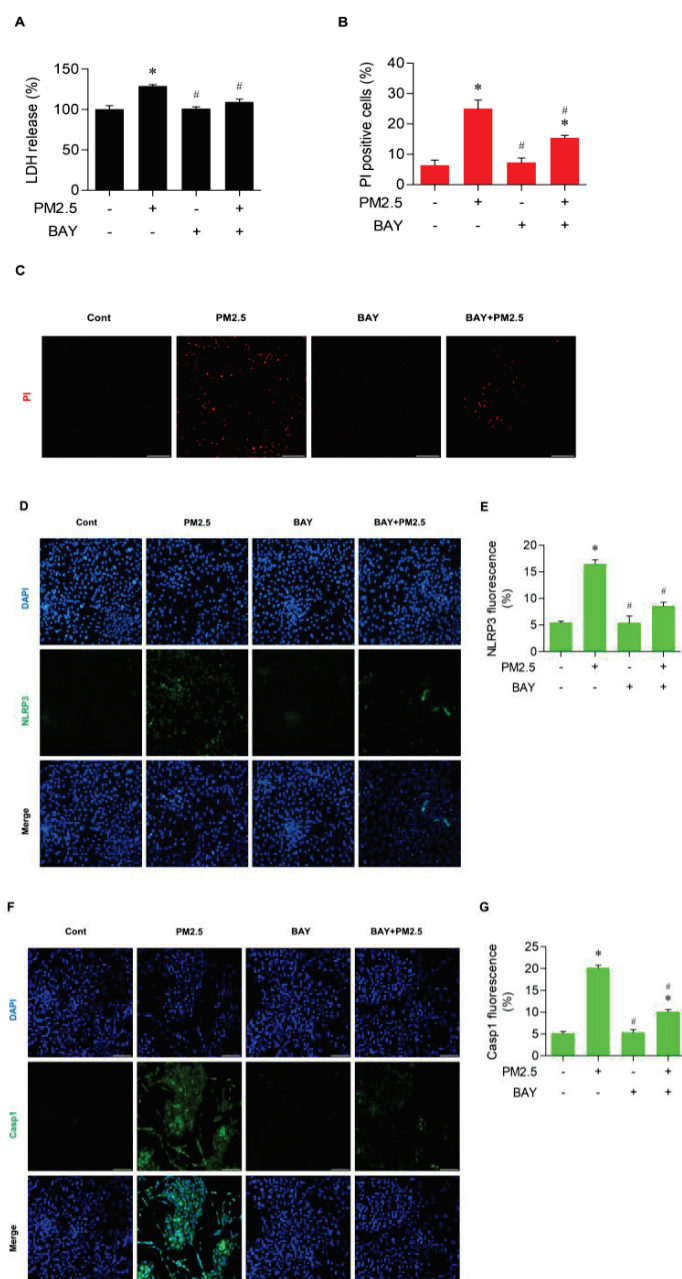 A
LDH release (%)
150
100
50
0
*
#
#
PM2.5 - + - +
BAY - - + +
B
PI positive cells (%)
40
30
20
10
0
*
#
#
*
PM2.5 - + - +
BAY - - + +
C
Cont PM2.5 BAY BAY+PM2.5
PI
D
Cont PM2.5 BAY BAY+PM2.5
DAPI
NLRP3
Merge
E
NLRP3 fluorescence
(%)
20
15
10
5
0
*
#
#
PM2.5 - + - +
BAY - - + +
F
Cont PM2.5 BAY BAY+PM2.5
DAPI
Casp1
Merge
G
Casp1 fluorescence
(%)
25
20
15
10
5
0
*
#
#
*
PM2.5 - + - +
BAY - - + +